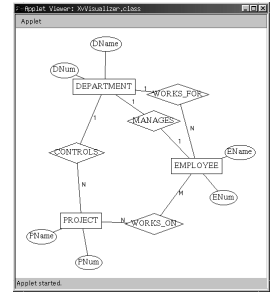 Applet Viewer: XvVisualizer.class
Applet
DName
DNum
DEPARTMENT
1
WORKS_FOR
1
MANAGES
1
N
1
CONTROLS
EName
EMPLOYEE
N
M
ENum
PROJECT
N
WORKS_ON
PName
PNum
Applet started.